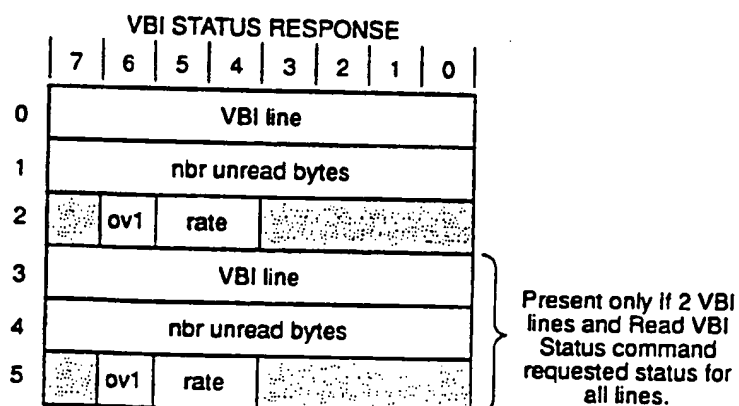 VBI STATUS RESPONSE
7 6 5 4 3 2 1 0
0 VBI line
1 nbr unread bytes
2 ov1 rate
3 VBI line
4 nbr unread bytes
5 ov1 rate
Present only if 2 VBI
lines and Read VBI
Status command
requested status for
all lines.